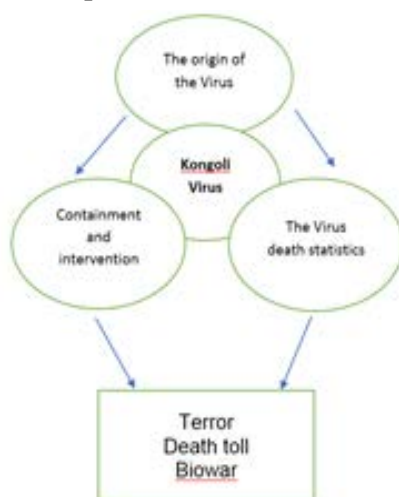 The origin of
the Virus
Kongoli
Virus
Containment
and
intervention
The Virus
death statistics
Terror
Death toll
Biowar